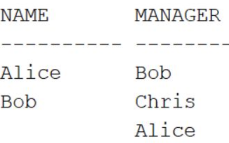 NAME       MANAGER
---------- --------
Alice      Bob
Bob        Chris
           Alice